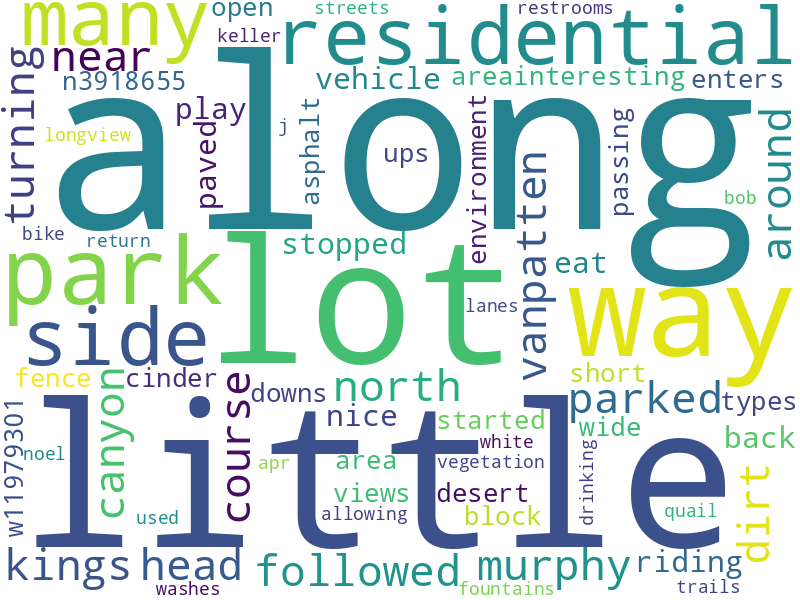 many
open
streets
restrooms
keller
residential
near
n3918655
vehicle
areainteresting
enters
turning
along
play
longview
paved
j
asphalt
ups
environment
passing
around
bob
bike
return
stopped
vanpatten
eat
park
lot
way
lanes
side
fence
cinder
canyon
course
downs
north
short
parked
types
w11979301
little
nice
started
wide
back
white
noel
apr
area
vegetation
drinking
dirt
views
desert
used
allowing
block
quail
kings
head
followed
murphy
riding
washes
fountains
trails